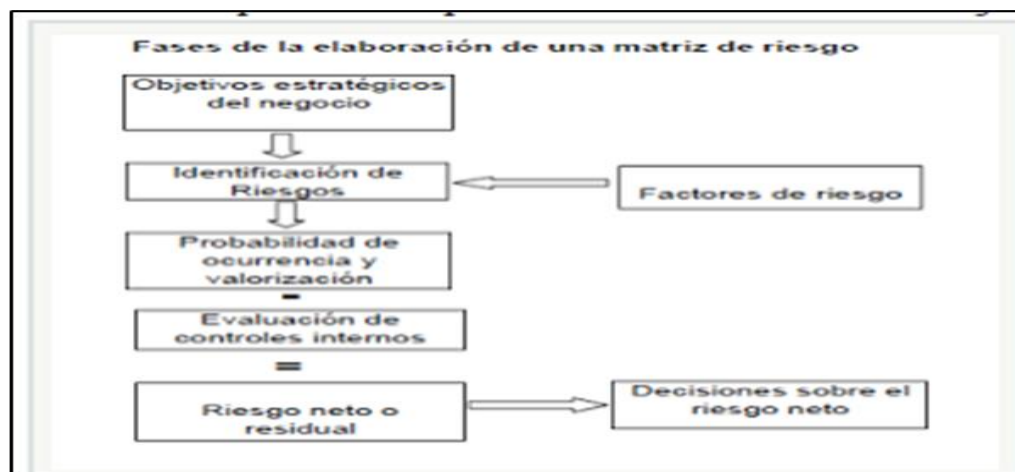 Fases de la elaboración de una matriz de riesgo
Objetivos estratégicos
del negocio
Identificación de
Riesgos
Factores de riesgo
Probabilidad de
ocurrencia y
valorización
-
Evaluación de
controles internos
=
Riesgo neto o
residual
Decisiones sobre el
riesgo neto